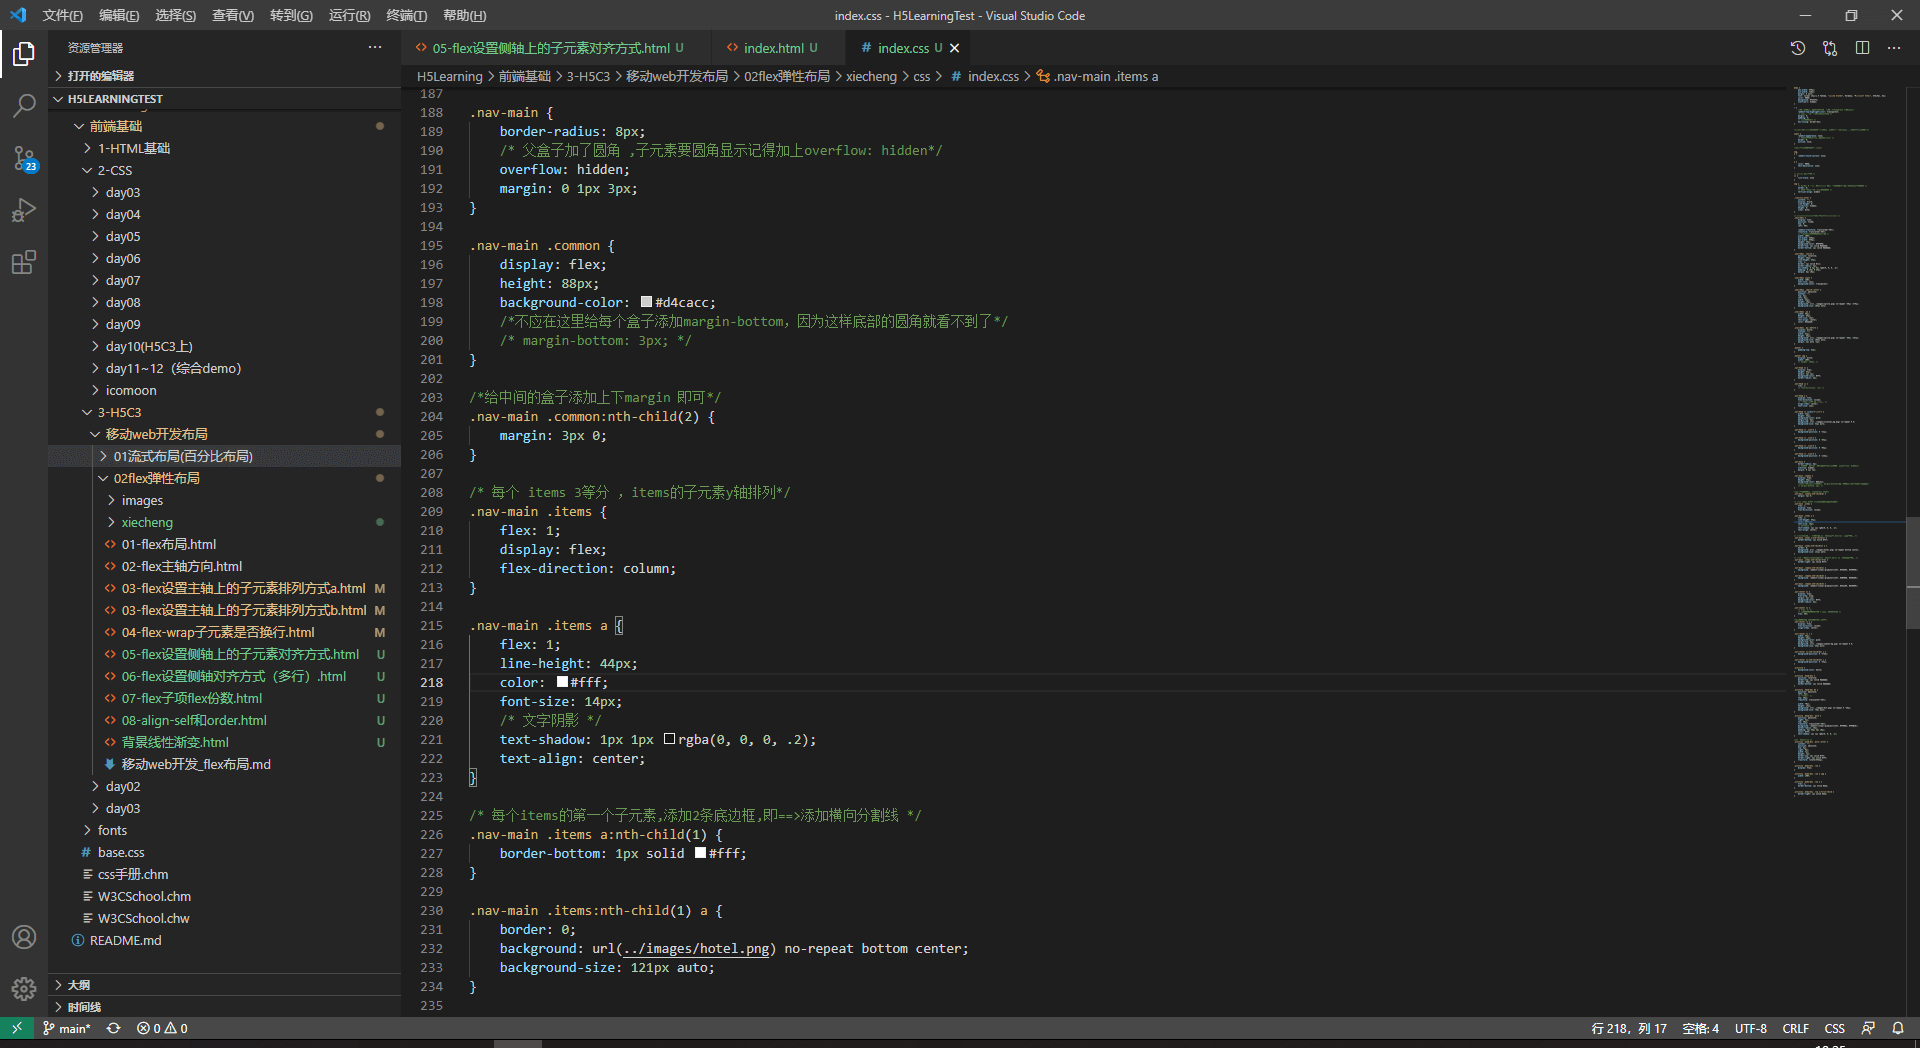 文件(F) 编辑(E) 选择(S) 查看(V) 转到(G) 运行(R) 终端(T) 帮助(H) index.css - H5LearningTest - Visual Studio Code
资源管理器
打开的编辑器
H5LEARNINGTEST
前端基础
1-HTML基础
2-CSS
day03
day04
day05
day06
day07
day08
day09
day10(H5C3上)
day11~12（综合demo）
icomoon
3-H5C3
移动web开发布局
01流式布局(百分比布局)
02flex弹性布局
images
xiecheng
01-flex布局.html
02-flex主轴方向.html
03-flex设置主轴上的子元素排列方式a.html M
03-flex设置主轴上的子元素排列方式b.html M
04-flex-wrap子元素是否换行.html M
05-flex设置侧轴上的子元素对齐方式.html U
06-flex设置侧轴对齐方式（多行）.html U
07-flex子项flex份数.html U
08-align-self和order.html U
背景线性渐变.html U
移动web开发_flex布局.md
day02
day03
fonts
base.css
css手册.chm
W3CSchool.chm
W3CSchool.chw
README.md
大纲
时间线
23
05-flex设置侧轴上的子元素对齐方式.html U index.html U # index.css U
H5Learning > 前端基础 > 3-H5C3 > 移动web开发布局 > 02flex弹性布局 > xiecheng > css > # index.css > .nav-main .items a
187
188 .nav-main {
189 border-radius: 8px;
190 /* 父盒子加了圆角 ,子元素要圆角显示记得加上overflow: hidden*/
191 overflow: hidden;
192 margin: 0 1px 3px;
193 }
194
195 .nav-main .common {
196 display: flex;
197 height: 88px;
198 background-color: #d4cacc;
199 /*不应在这里给每个盒子添加margin-bottom，因为这样底部的圆角就看不到了*/
200 /* margin-bottom: 3px; */
201 }
202
203 /*给中间的盒子添加上下margin 即可*/
204 .nav-main .common:nth-child(2) {
205 margin: 3px 0;
206 }
207
208 /* 每个 items 3等分 ，items的子元素y轴排列*/
209 .nav-main .items {
210 flex: 1;
211 display: flex;
212 flex-direction: column;
213 }
214
215 .nav-main .items a {
216 flex: 1;
217 line-height: 44px;
218 color: #fff;
219 font-size: 14px;
220 /* 文字阴影 */
221 text-shadow: 1px 1px rgba(0, 0, 0, .2);
222 text-align: center;
223 }
224
225 /* 每个items的第一个子元素,添加2条底边框,即==>添加横向分割线 */
226 .nav-main .items a:nth-child(1) {
227 border-bottom: 1px solid #fff;
228 }
229
230 .nav-main .items:nth-child(1) a {
231 border: 0;
232 background: url(../images/hotel.png) no-repeat bottom center;
233 background-size: 121px auto;
234 }
235
main* 0 0 行 218，列 17 空格: 4 UTF-8 CRLF CSS